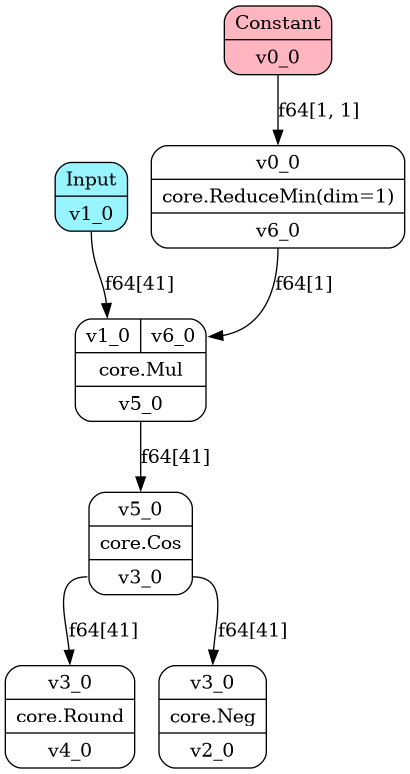 Constant
v0_0
f64[1, 1]
v0_0
core.ReduceMin(dim=1)
v6_0
Input
v1_0
f64[41]
f64[1]
v1_0 v6_0
core.Mul
v5_0
f64[41]
v5_0
core.Cos
v3_0
f64[41]
f64[41]
v3_0
core.Round
v4_0
v3_0
core.Neg
v2_0